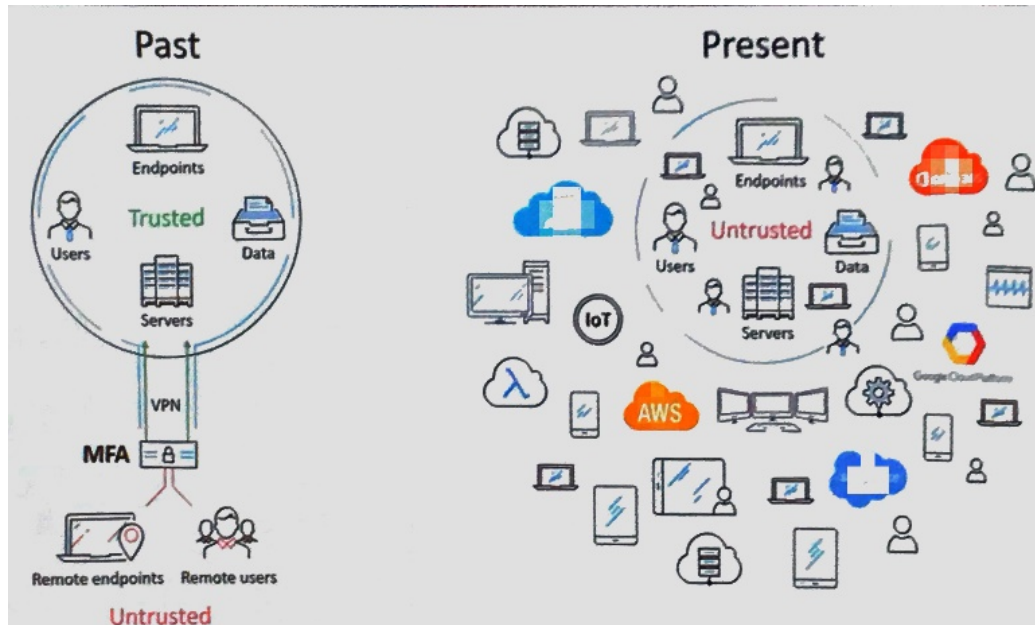 Past
Endpoints
Trusted
Users
Data
Servers
VPN
MFA
Remote endpoints
Remote users
Untrusted
Present
Endpoints
Untrusted
Users
Data
Servers
IoT
Google Cloud Platform
λ
AWS